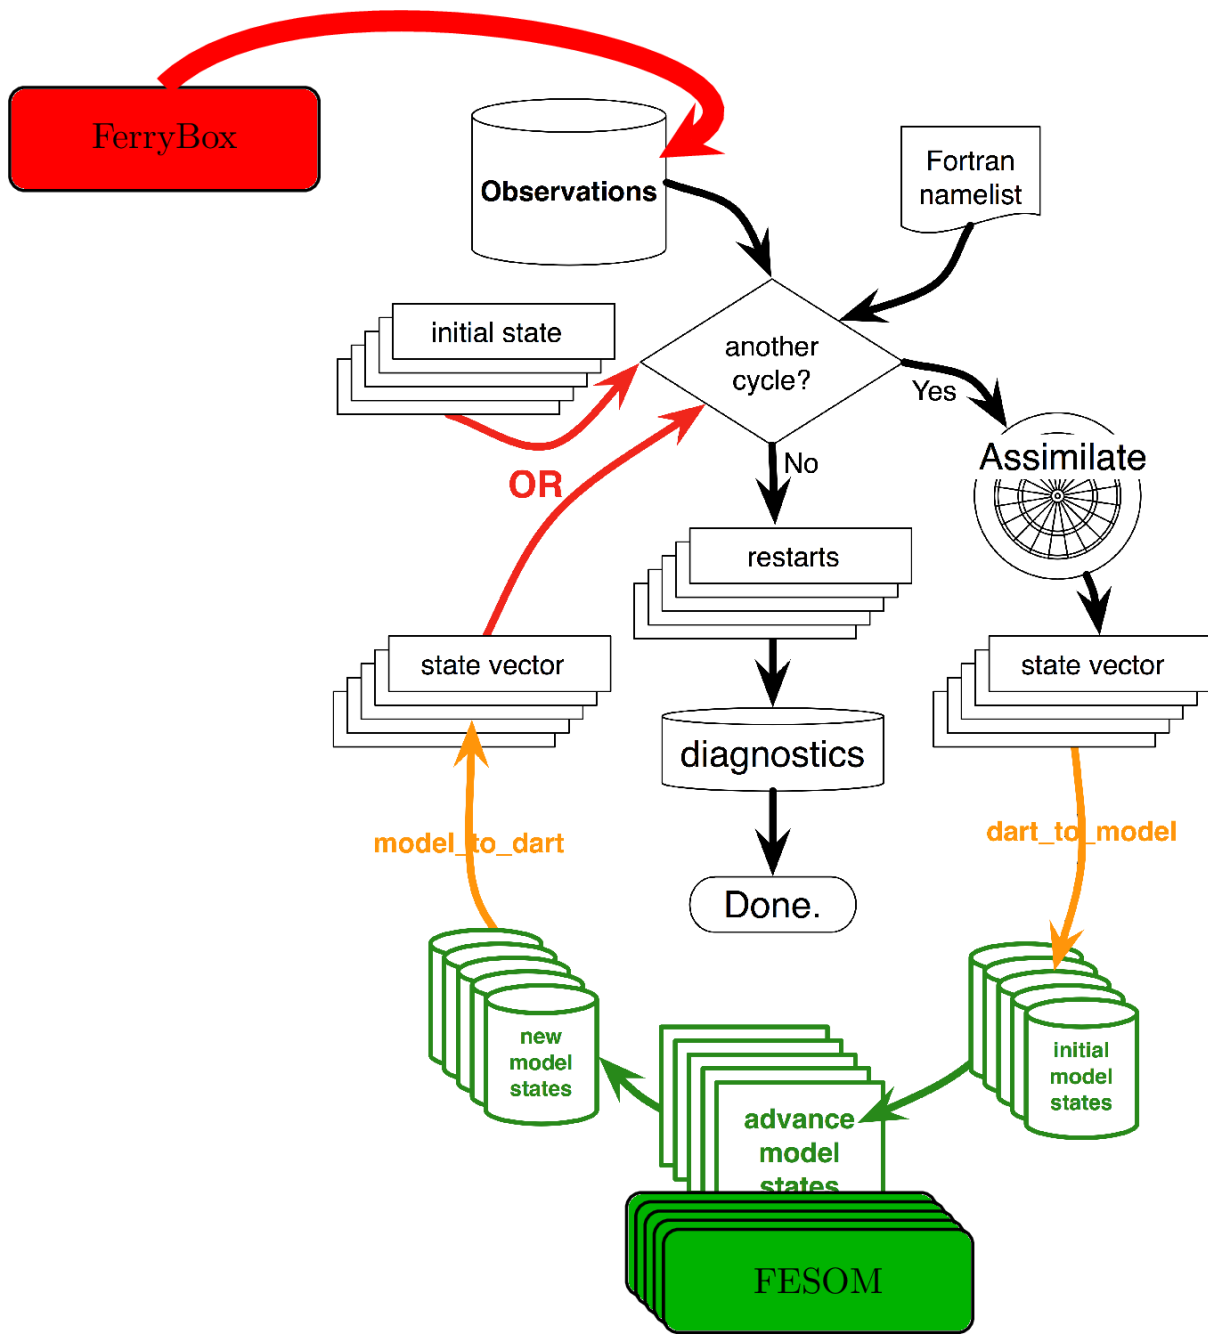 FerryBox
Observations
Fortran
namelist
initial state
another
cycle?
Yes
Assimilate
OR
No
restarts
state vector
state vector
diagnostics
model_to_dart
dart_to_model
Done.
new
model
states
initial
model
states
advance
model
states
FESOM